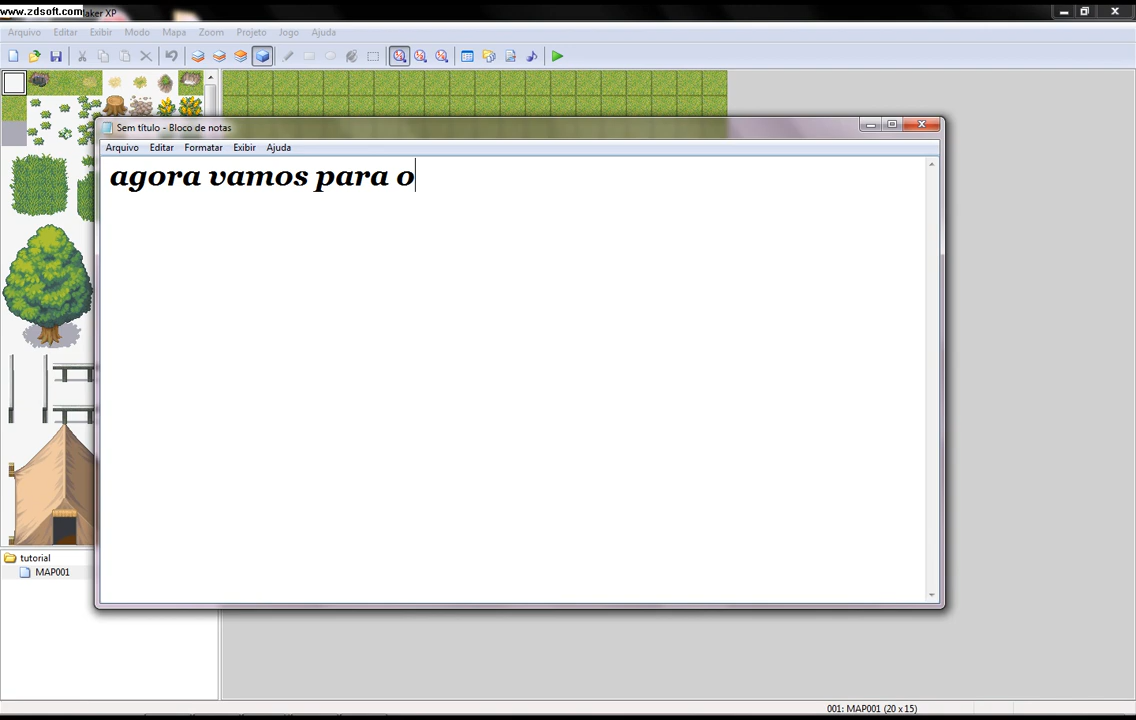 www.zdsoft.com
Maker XP
Arquivo Editar Exibir Modo Mapa Zoom Projeto Jogo Ajuda
Sem título - Bloco de notas
Arquivo Editar Formatar Exibir Ajuda
agora vamos para o
tutorial
MAP001
001: MAP001 (20 x 15)